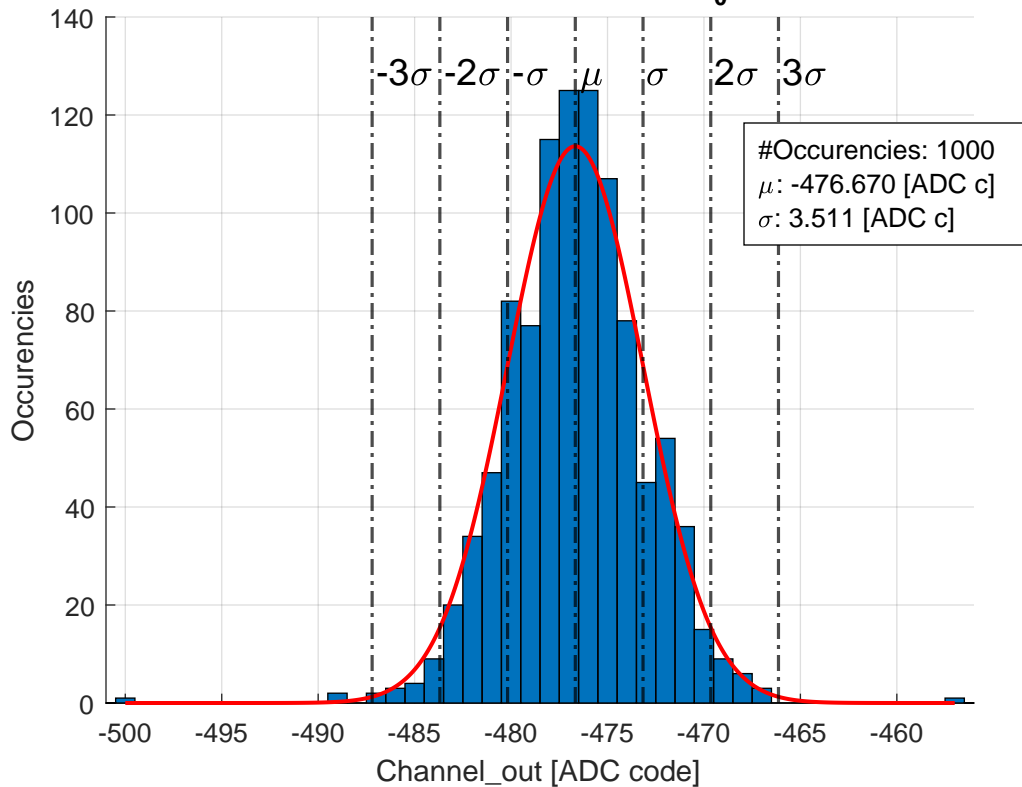 0
140
120
100
80
60
40
20
0
-3σ -2σ -σ μ σ 2σ 3σ
#Occurencies: 1000
μ: -476.670 [ADC c]
σ: 3.511 [ADC c]
Occurencies
-500 -495 -490 -485 -480 -475 -470 -465 -460
Channel_out [ADC code]